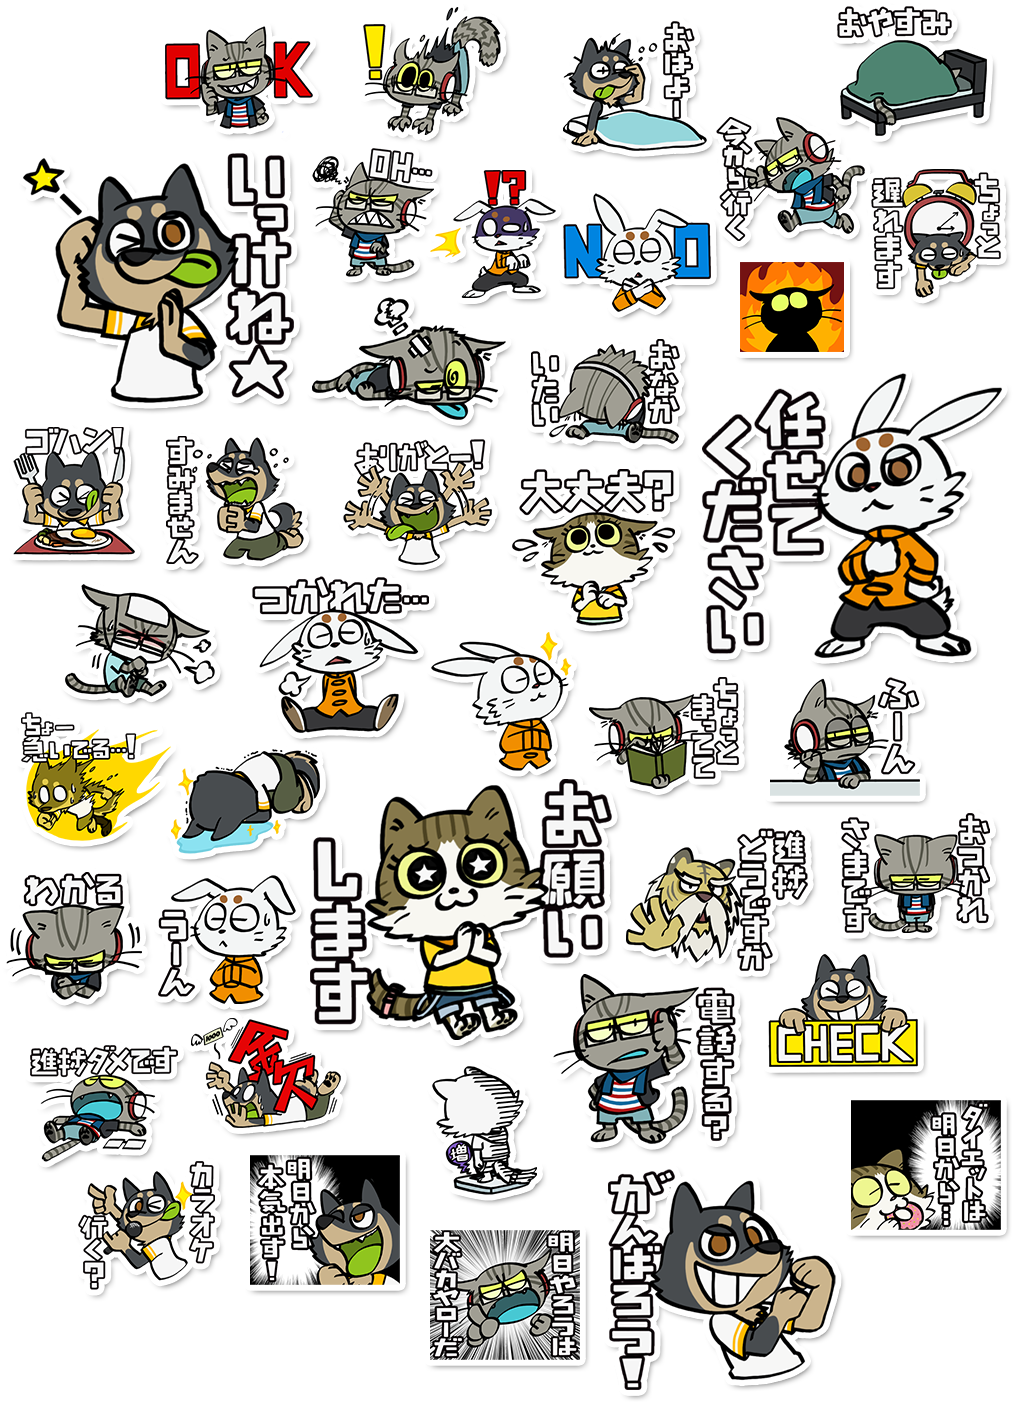 OK
!
おはよー
おやすみ
いっけね☆
OH…
!?
NO
今から行く
ちょっと
遅れます
おなか
いたい
任せて
ください
ゴハン!
すみません
ありがとー!
大丈夫?
つかれた…
ちょっと
まってて
ふーん
ちょー
急いでる…!
お願い
します
進捗
どうですか
おつかれ
さまです
わかる
うーん
電話する?
CHECK
進捗ダメです
1000
金欠
増
ダイエットは
明日から…
カラオケ
行く?
明日から
本気出す!
明日やろうは
大バカヤローだ
がんばろう!